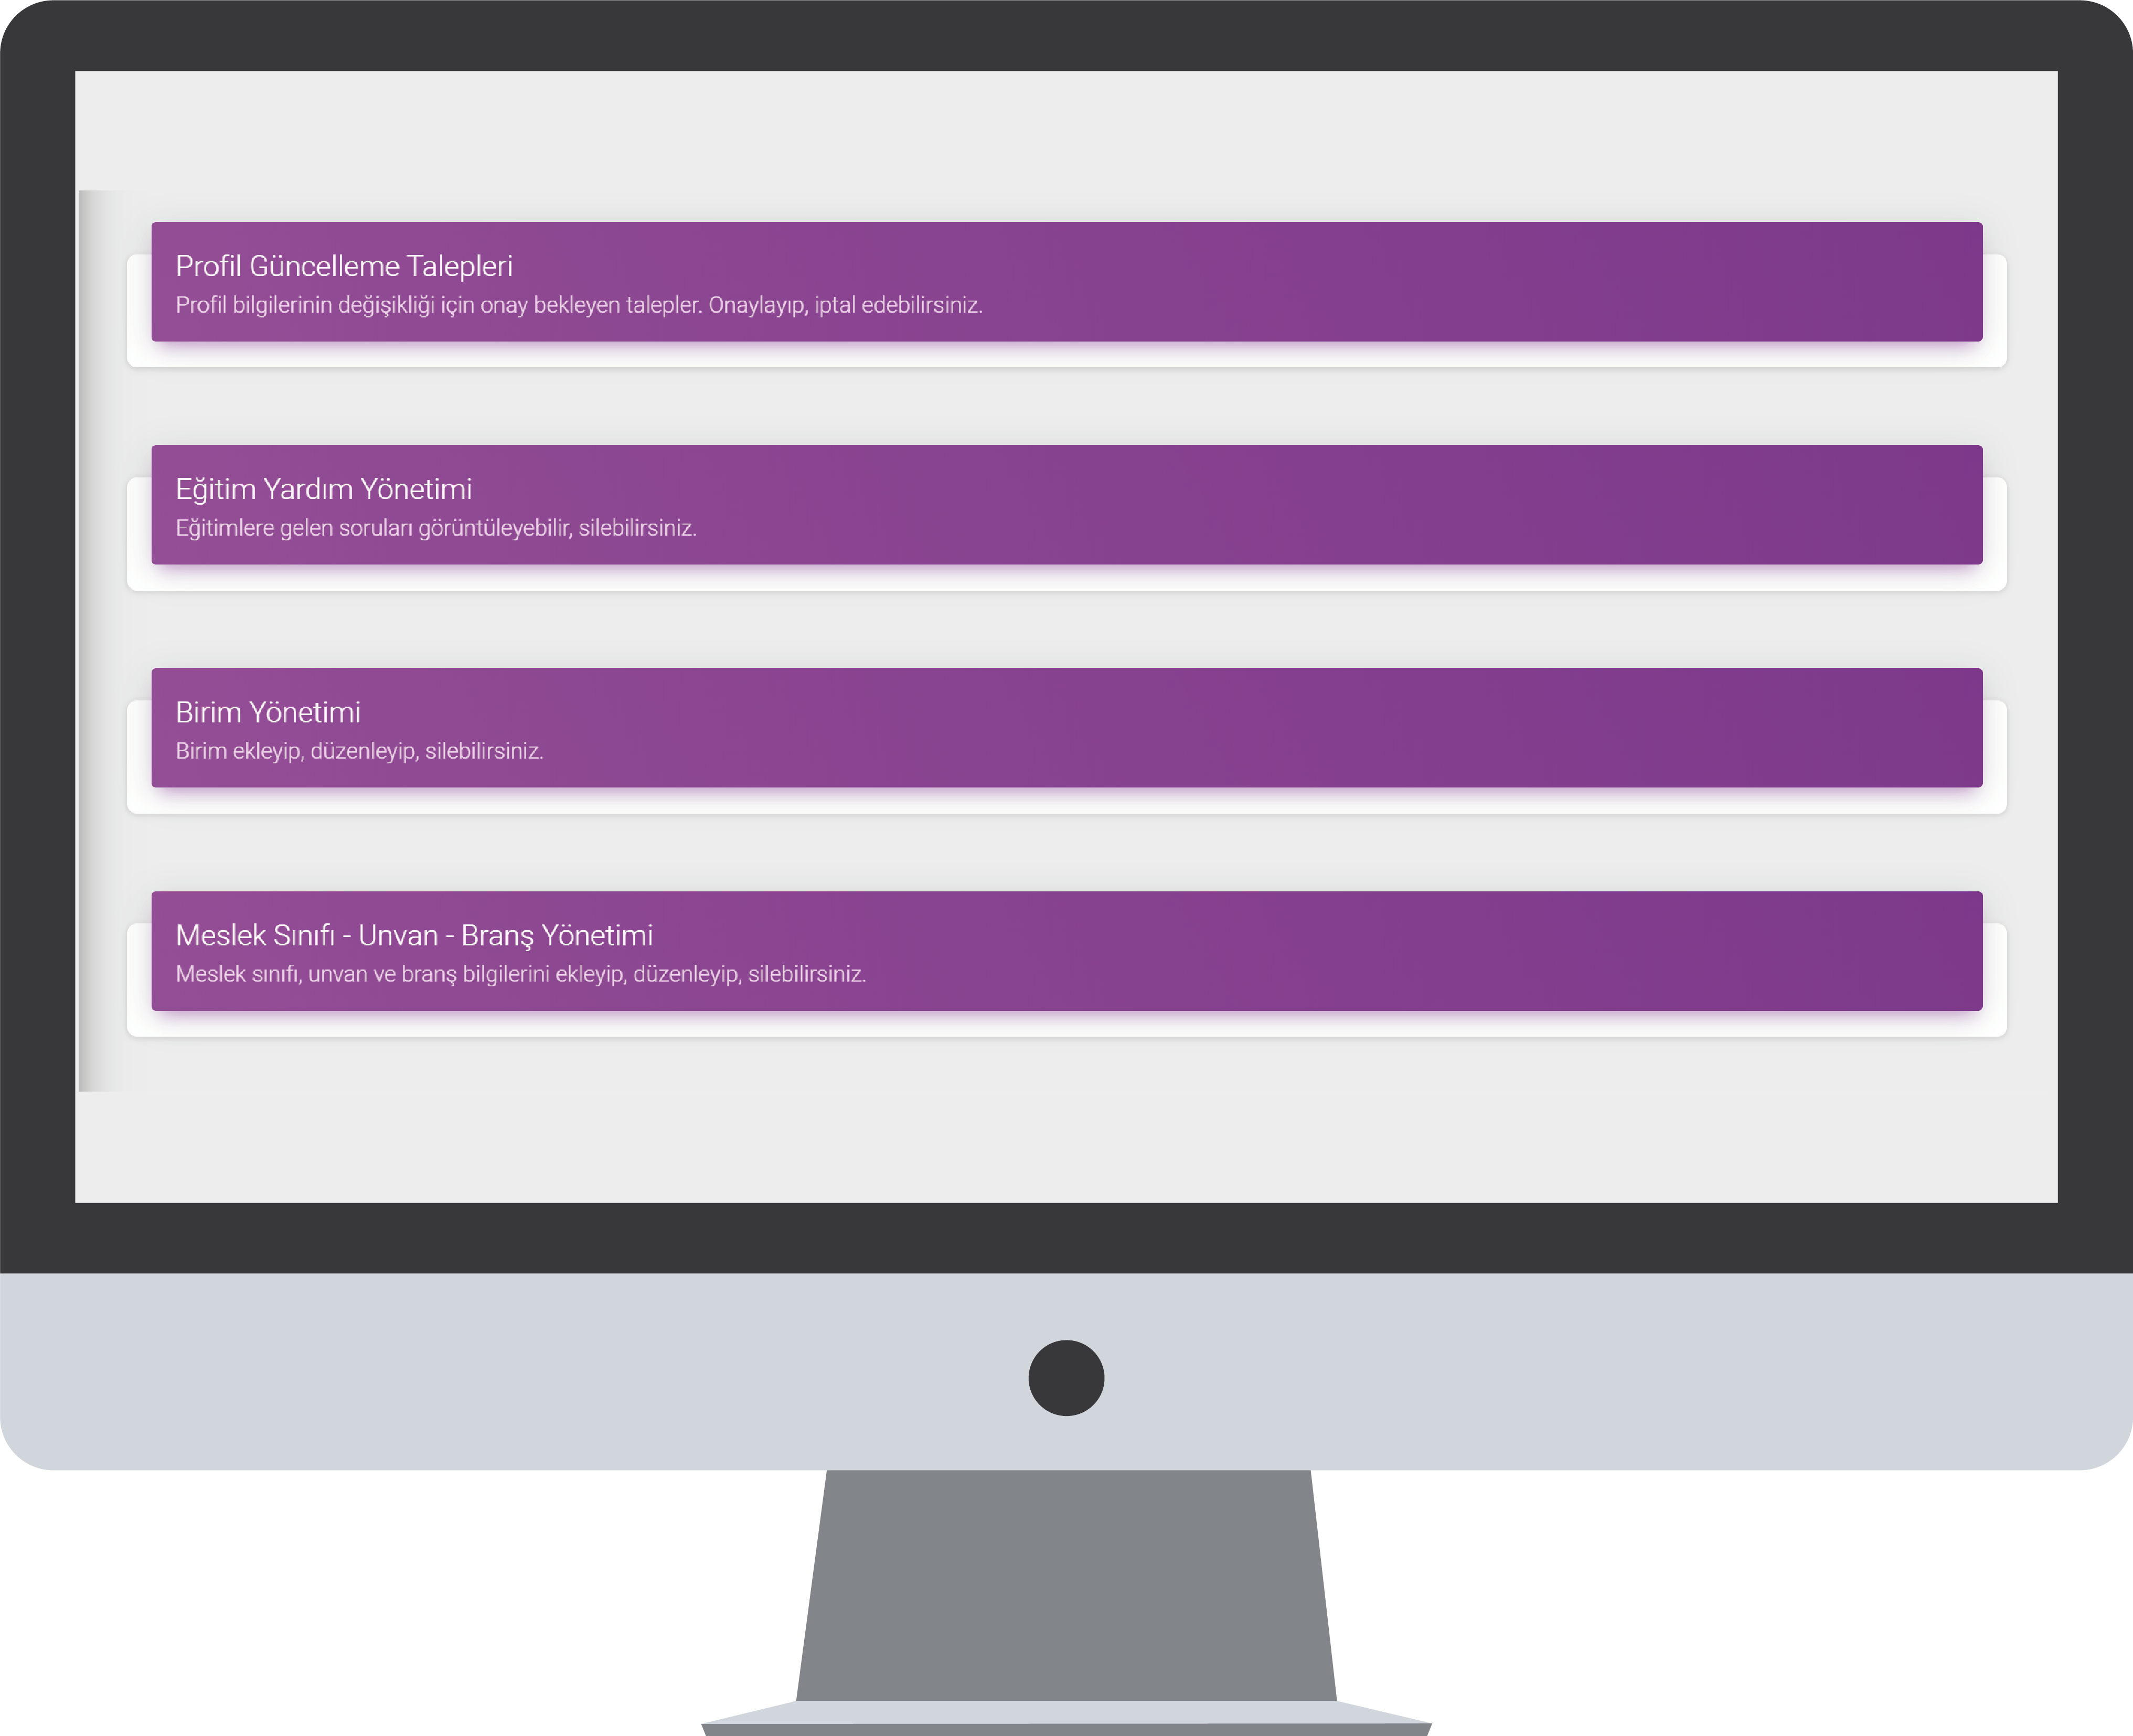 Profil Güncelleme Talepleri
Profil bilgilerinin değişikliği için onay bekleyen talepler. Onaylayıp, iptal edebilirsiniz.
Eğitim Yardım Yönetimi
Eğitimlere gelen soruları görüntüleyebilir, silebilirsiniz.
Birim Yönetimi
Birim ekleyip, düzenleyip, silebilirsiniz.
Meslek Sınıfı - Unvan - Branş Yönetimi
Meslek sınıfı, unvan ve branş bilgilerini ekleyip, düzenleyip, silebilirsiniz.